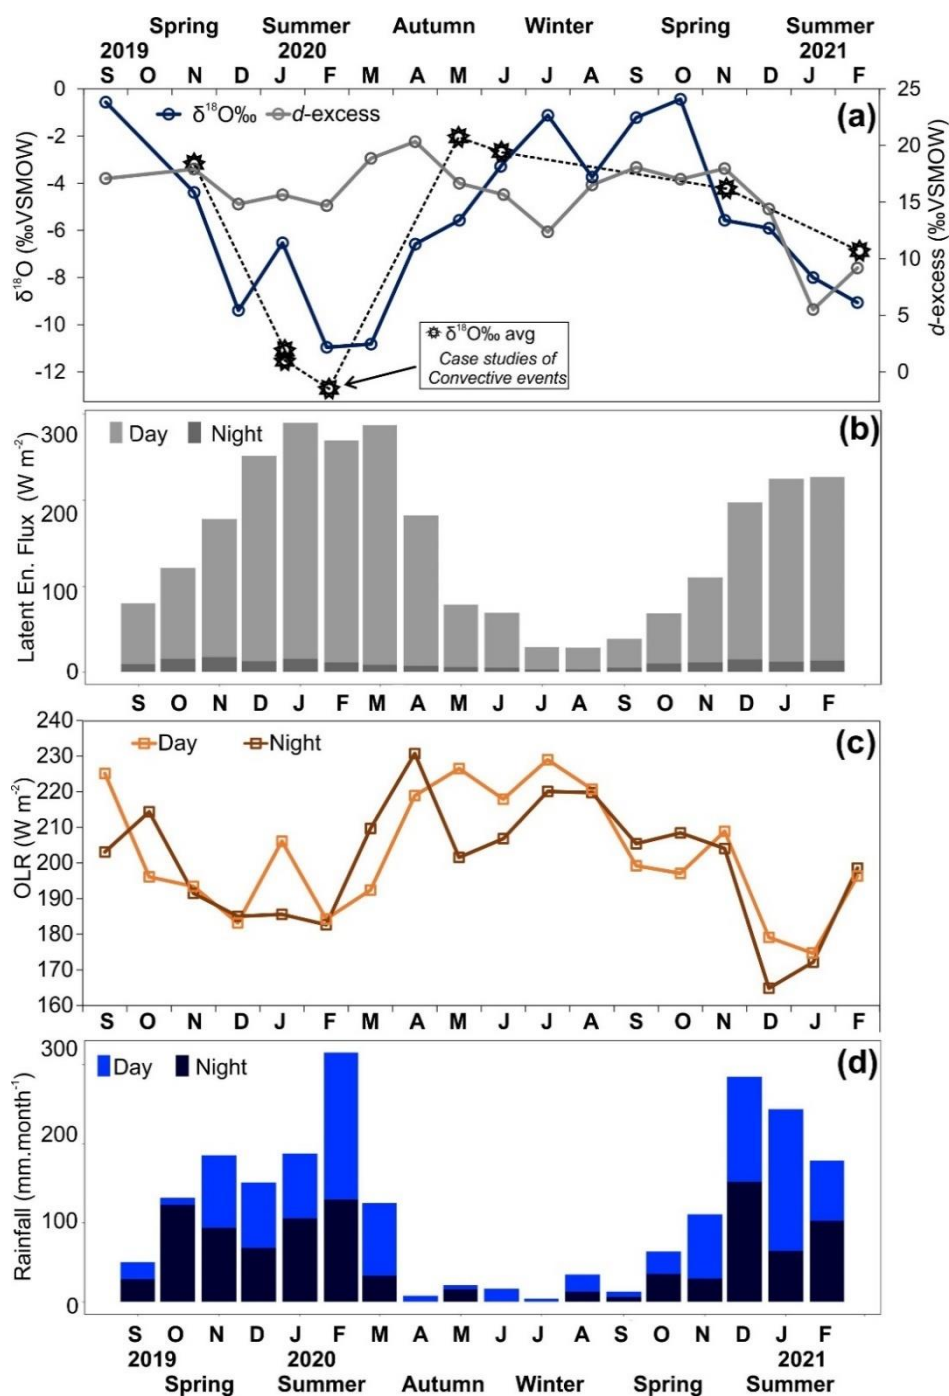 Spring Summer Autumn Winter Spring Summer
2019 2020 2021
S O N D J F M A M J J A S O N D J F
(a)
δ¹⁸O‰ d-excess
0 -2 -4 -6 -8 -10 -12
δ¹⁸O (‰VSMOW)
25 20 15 10 5 0
d-excess (‰VSMOW)
δ¹⁸O‰ avg
Case studies of
Convective events
(b)
Day Night
300
200
100
0
Latent En. Flux (W m⁻²)
S O N D J F M A M J J A S O N D J F
(c)
Day Night
240
230
220
210
200
190
180
170
160
OLR (W m⁻²)
S O N D J F M A M J J A S O N D J F
(d)
Day Night
300
200
100
0
Rainfall (mm.month⁻¹)
S O N D J F M A M J J A S O N D J F
2019 2020 2021
Spring Summer Autumn Winter Spring Summer